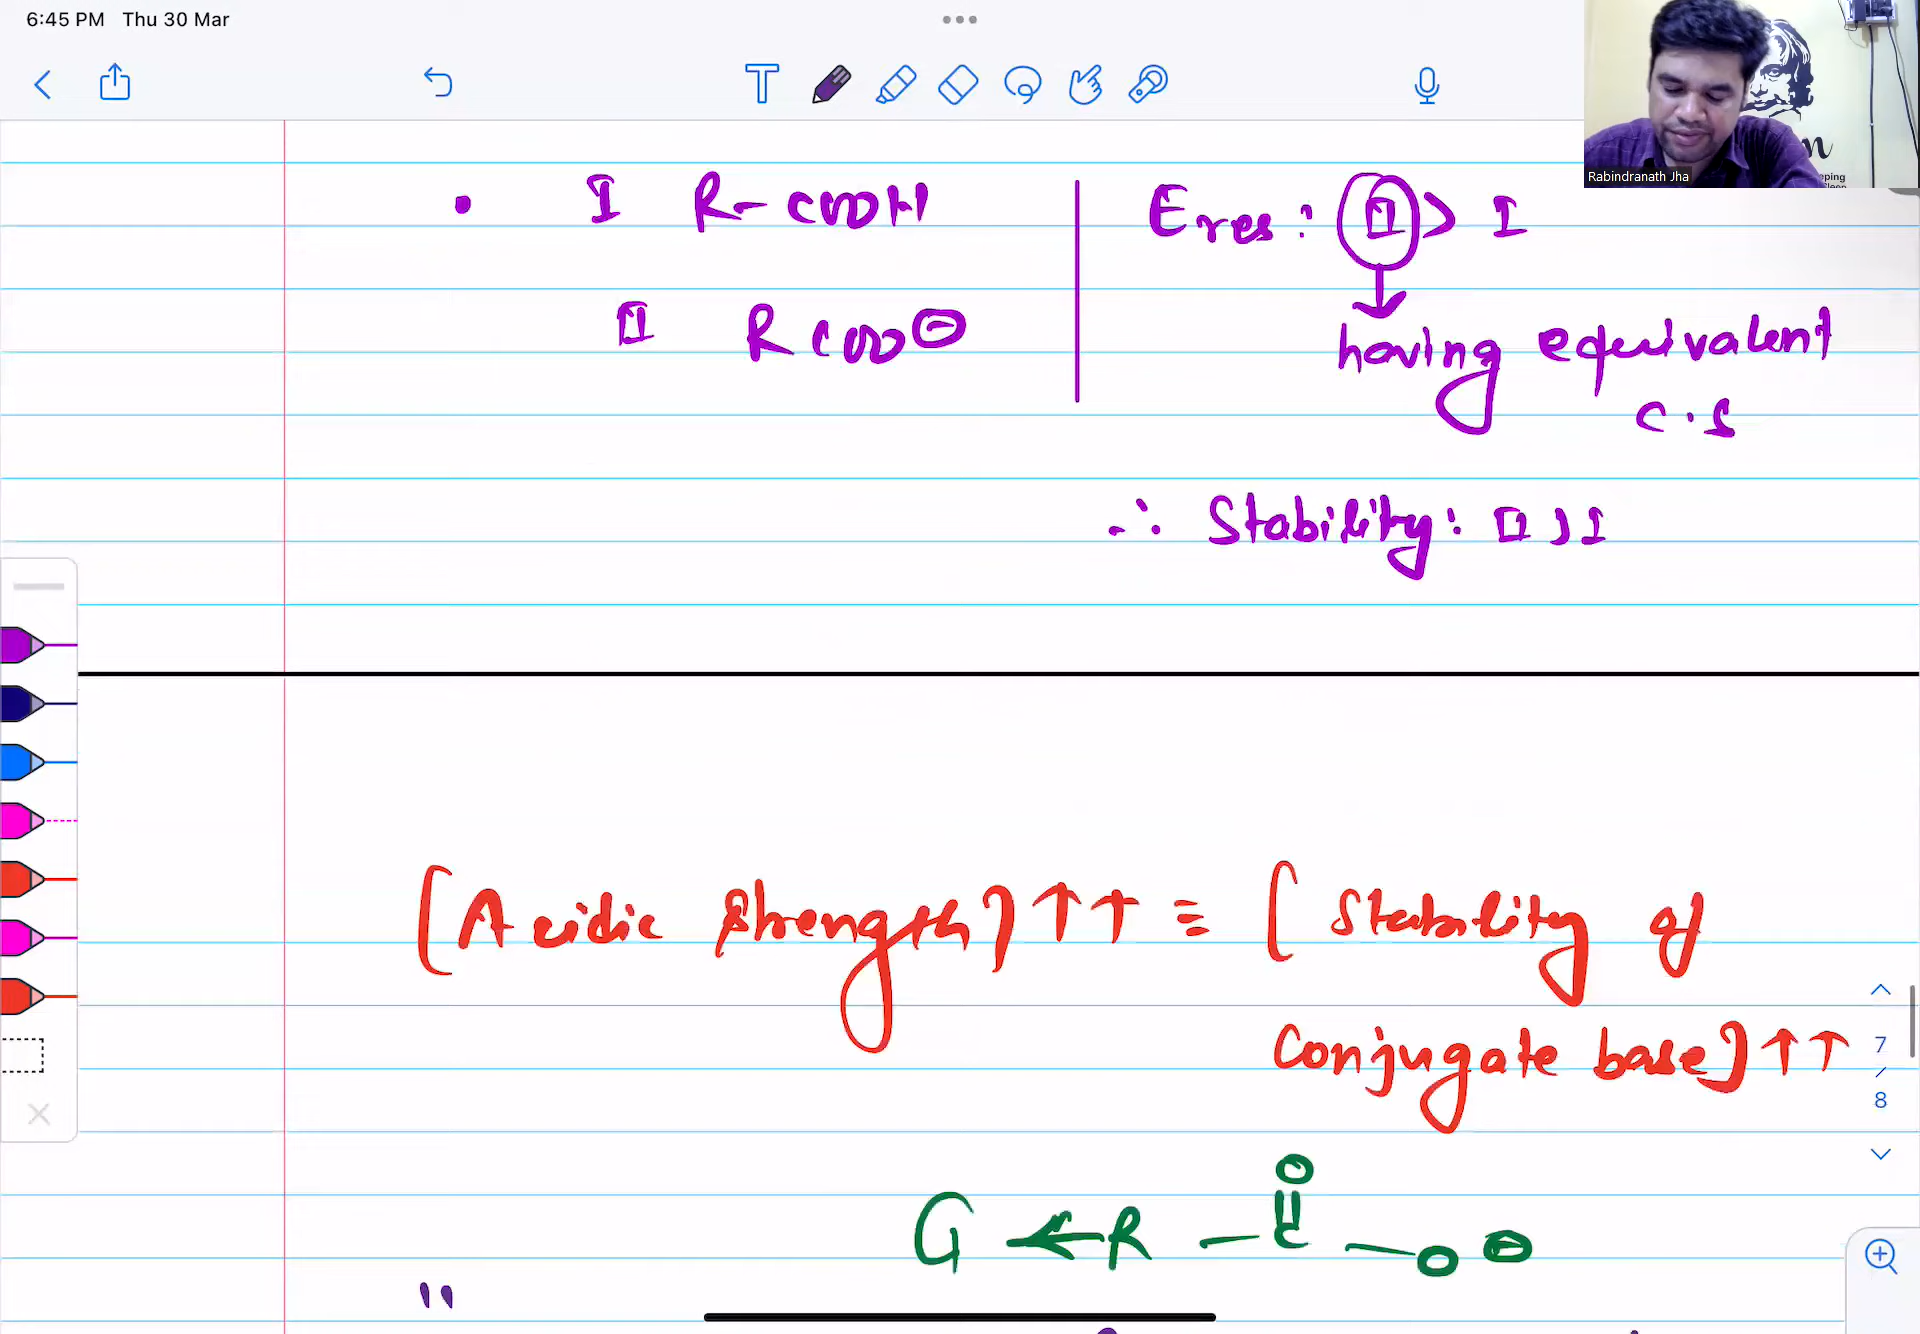 6:45 PM Thu 30 Mar
Rabindranath Jha
I R-COOH
II RCOO⊖
Eres: II > I
having equivalent
C.S
∴ Stability: II > I
[Acidic strength] ↑↑ = [Stability of
Conjugate base] ↑↑
7
/
8
O
||
G ← R - C - O ⊖
"